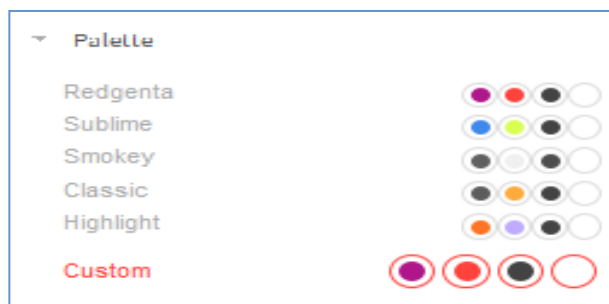 Palette
Redgenta
Sublime
Smokey
Classic
Highlight
Custom